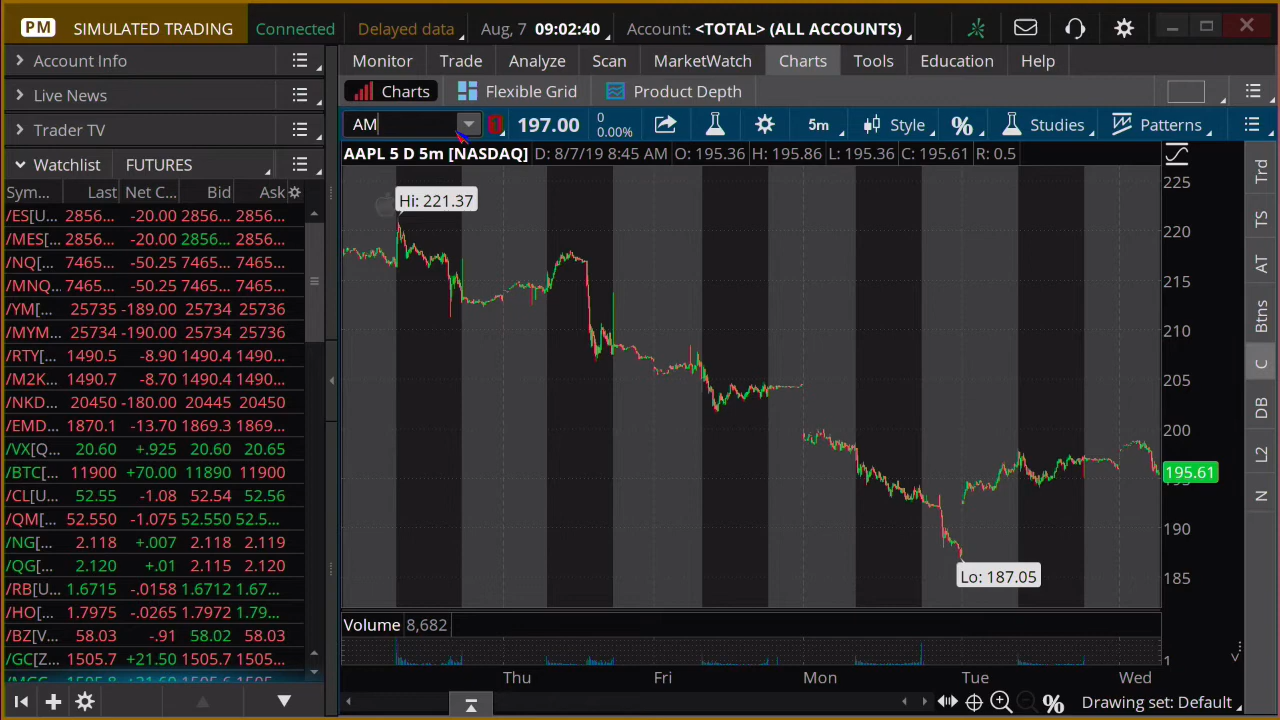 PM SIMULATED TRADING Connected Delayed data Aug, 7 09:02:40 Account: <TOTAL> (ALL ACCOUNTS)
Account Info
Live News
Trader TV
Watchlist FUTURES
Sym... Last Net C... Bid Ask
/ES[U... 2856... -20.00 2856... 2856...
/MES[... 2856... -20.00 2856... 2856...
/NQ[... 7465... -50.25 7465... 7465...
/MNQ... 7465... -50.25 7465... 7465...
/YM[... 25735 -189.00 25734 25736
/MYM... 25734 -190.00 25734 25736
/RTY[... 1490.5 -8.90 1490.4 1490...
/M2K... 1490.7 -8.70 1490.4 1490...
/NKD... 20450 -180.00 20445 20450
/EMD... 1870.1 -13.70 1869.3 1869...
/VX[Q... 20.60 +.925 20.60 20.65
/BTC[... 11900 +70.00 11890 11900
/CL[U... 52.55 -1.08 52.54 52.56
/QM[... 52.550 -1.075 52.540 52.5...
/NG[... 2.118 +.007 2.118 2.119
/QG[... 2.120 +.01 2.115 2.120
/RB[U... 1.6715 -.0158 1.6712 1.67...
/HO[... 1.7975 -.0265 1.7972 1.79...
/BZ[V... 58.03 -.91 58.02 58.03
/GC[Z... 1505.7 +21.50 1505.7 1505...
Monitor Trade Analyze Scan MarketWatch Charts Tools Education Help
Charts Flexible Grid Product Depth
AM 1 197.00 0 5m Style % Studies Patterns
0.00%
AAPL 5 D 5m [NASDAQ] D: 8/7/19 8:45 AM O: 195.36 H: 195.86 L: 195.36 C: 195.61 R: 0.5
225
Hi: 221.37
220
215
210
205
200
195.61
190
Lo: 187.05
185
Volume 8,682
1
Thu Fri Mon Tue Wed
% Drawing set: Default
Trd
TS
AT
Btns
C
DB
L2
N